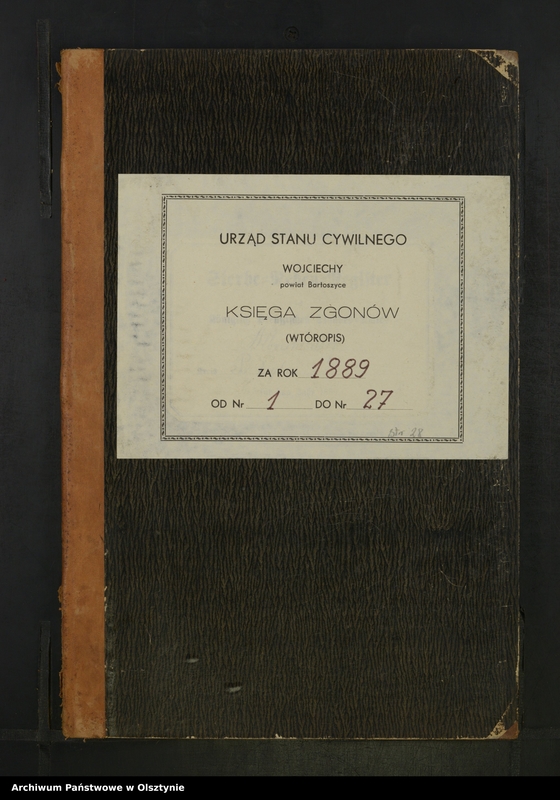 URZĄD STANU CYWILNEGO
WOJCIECHY
powiat Bartoszyce
KSIĘGA ZGONÓW
(WTÓROPIS)
ZA ROK 1889
OD Nr 1 DO Nr 27
28
Archiwum Państwowe w Olsztynie